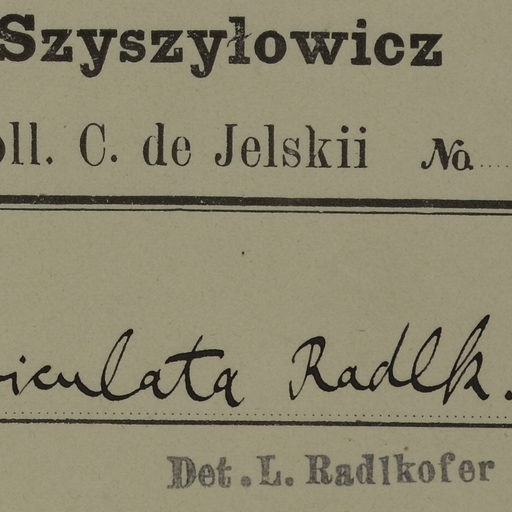 Szyszyłowicz
oll. C. de Jelskii No.
iculata Radlk.
Det. L. Radlkofer